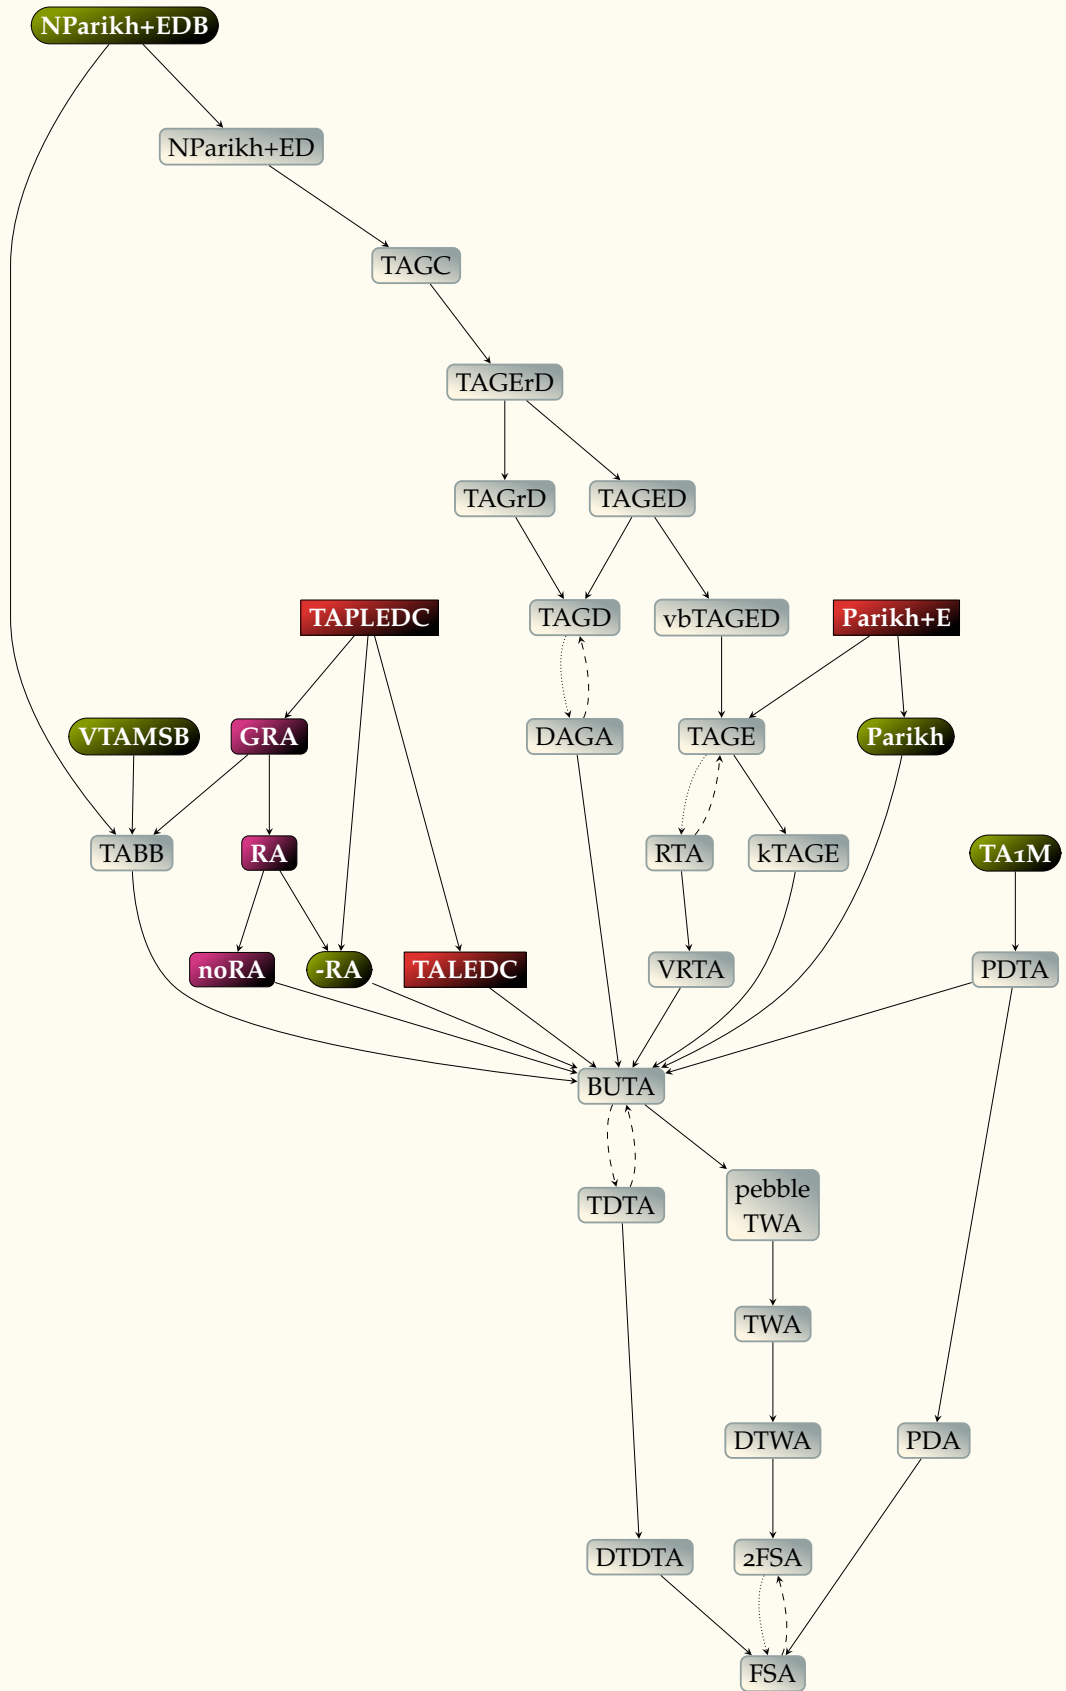 NParikh+EDB
NParikh+ED
TAGC
TAGErD
TAGrD
TAGED
TAPLEDC
TAGD
vbTAGED
Parikh+E
VTAMSB
GRA
DAGA
TAGE
Parikh
TABB
RA
RTA
kTAGE
TA1M
noRA
-RA
TALEDC
VRTA
PDTA
BUTA
TDTA
pebble
TWA
TWA
DTWA
PDA
DTDTA
2FSA
FSA